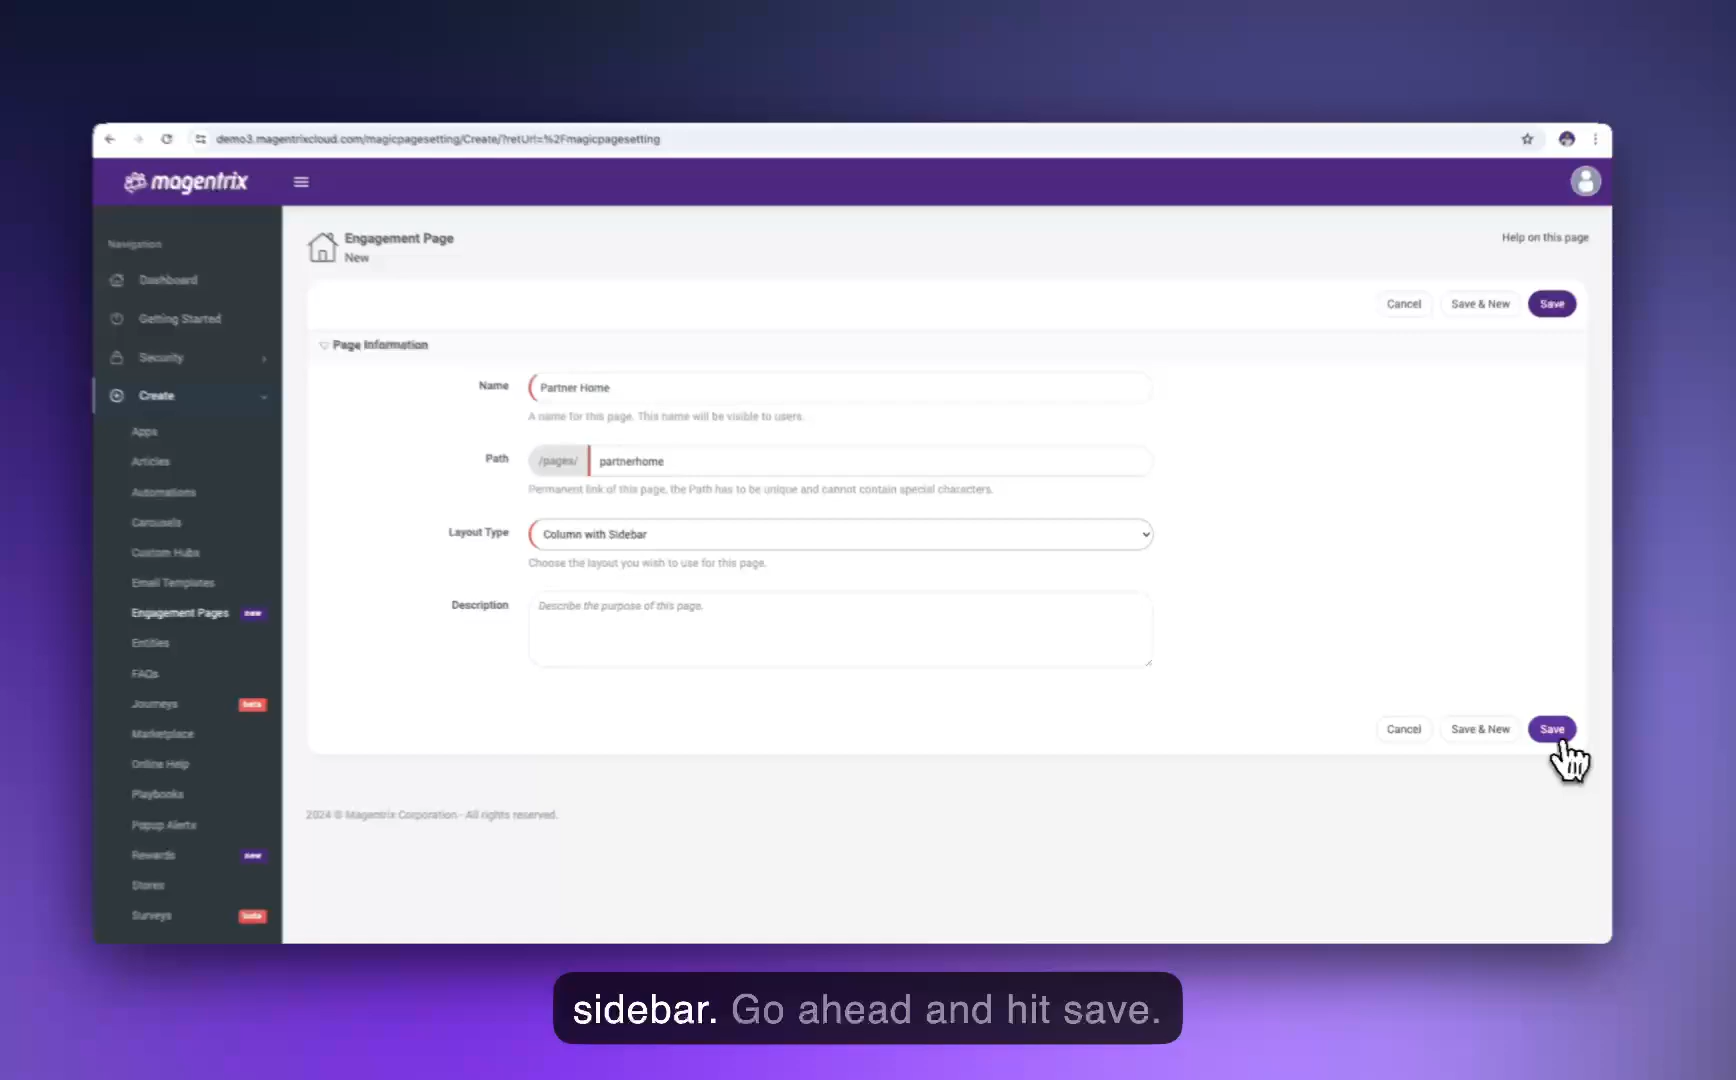 demo3.magentrixcloud.com/magicpagesetting/Create/?retUrl=%2Fmagicpagesetting
magentrix
Navigation
Dashboard
Getting Started
Security
Create
Apps
Articles
Automations
Carousels
Custom Hubs
Email Templates
Engagement Pages new
Entities
FAQs
Journeys beta
Marketplace
Online Help
Playbooks
Popup Alerts
Rewards new
Stores
Surveys beta
Engagement Page
New
Help on this page
Cancel Save & New Save
Page Information
Name Partner Home
A name for this page. This name will be visible to users.
Path /pages/ partnerhome
Permanent link of this page, the Path has to be unique and cannot contain special characters.
Layout Type Column with Sidebar
Choose the layout you wish to use for this page.
Description Describe the purpose of this page.
Cancel Save & New Save
2024 © Magentrix Corporation - All rights reserved.
sidebar. Go ahead and hit save.